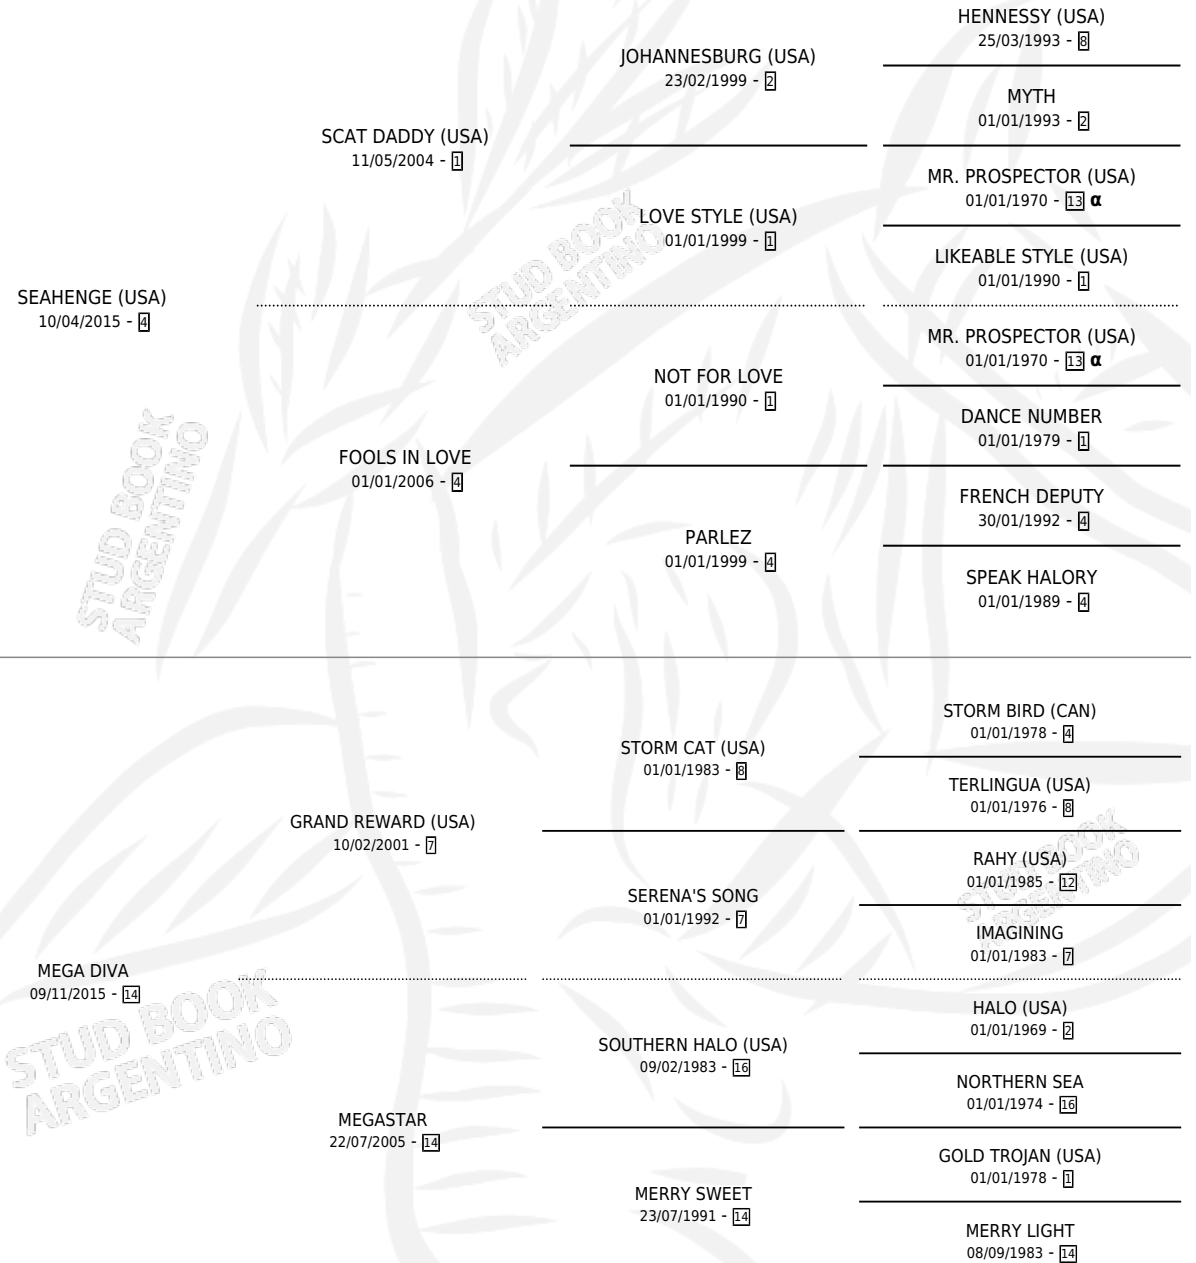 HENNESSY (USA)
25/03/1993 - 8
JOHANNESBURG (USA)
23/02/1999 - 2
MYTH
01/01/1993 - 2
SCAT DADDY (USA)
11/05/2004 - 1
MR. PROSPECTOR (USA)
01/01/1970 - 13 α
LOVE STYLE (USA)
01/01/1999 - 1
LIKEABLE STYLE (USA)
01/01/1990 - 1
SEAHENGE (USA)
10/04/2015 - 4
MR. PROSPECTOR (USA)
01/01/1970 - 13 α
NOT FOR LOVE
01/01/1990 - 1
DANCE NUMBER
01/01/1979 - 1
FOOLS IN LOVE
01/01/2006 - 4
FRENCH DEPUTY
30/01/1992 - 4
PARLEZ
01/01/1999 - 4
SPEAK HALORY
01/01/1989 - 4
STORM BIRD (CAN)
01/01/1978 - 4
STORM CAT (USA)
01/01/1983 - 8
TERLINGUA (USA)
01/01/1976 - 8
GRAND REWARD (USA)
10/02/2001 - 7
RAHY (USA)
01/01/1985 - 12
SERENA'S SONG
01/01/1992 - 7
IMAGINING
01/01/1983 - 7
MEGA DIVA
09/11/2015 - 14
HALO (USA)
01/01/1969 - 2
SOUTHERN HALO (USA)
09/02/1983 - 16
NORTHERN SEA
01/01/1974 - 16
MEGASTAR
22/07/2005 - 14
GOLD TROJAN (USA)
01/01/1978 - 1
MERRY SWEET
23/07/1991 - 14
MERRY LIGHT
08/09/1983 - 14
STUD BOOK
ARGENTINO
STUD BOOK
ARGENTINO
STUD BOOK
ARGENTINO
STUD BOOK
ARGENTINO